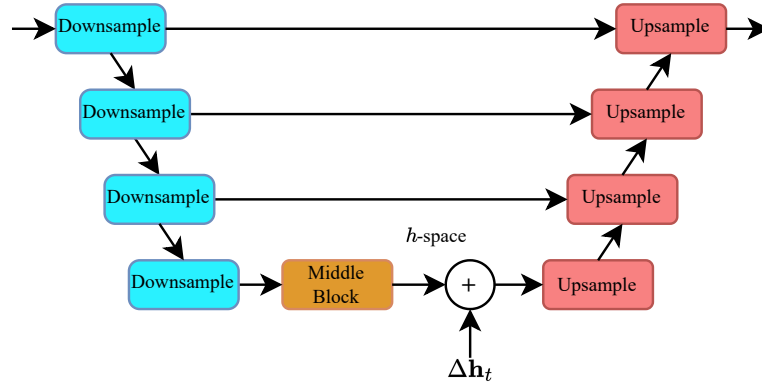 Downsample
Upsample
Downsample
Upsample
Downsample
Upsample
h-space
Downsample
Middle
Block
+
Upsample
Δh_t